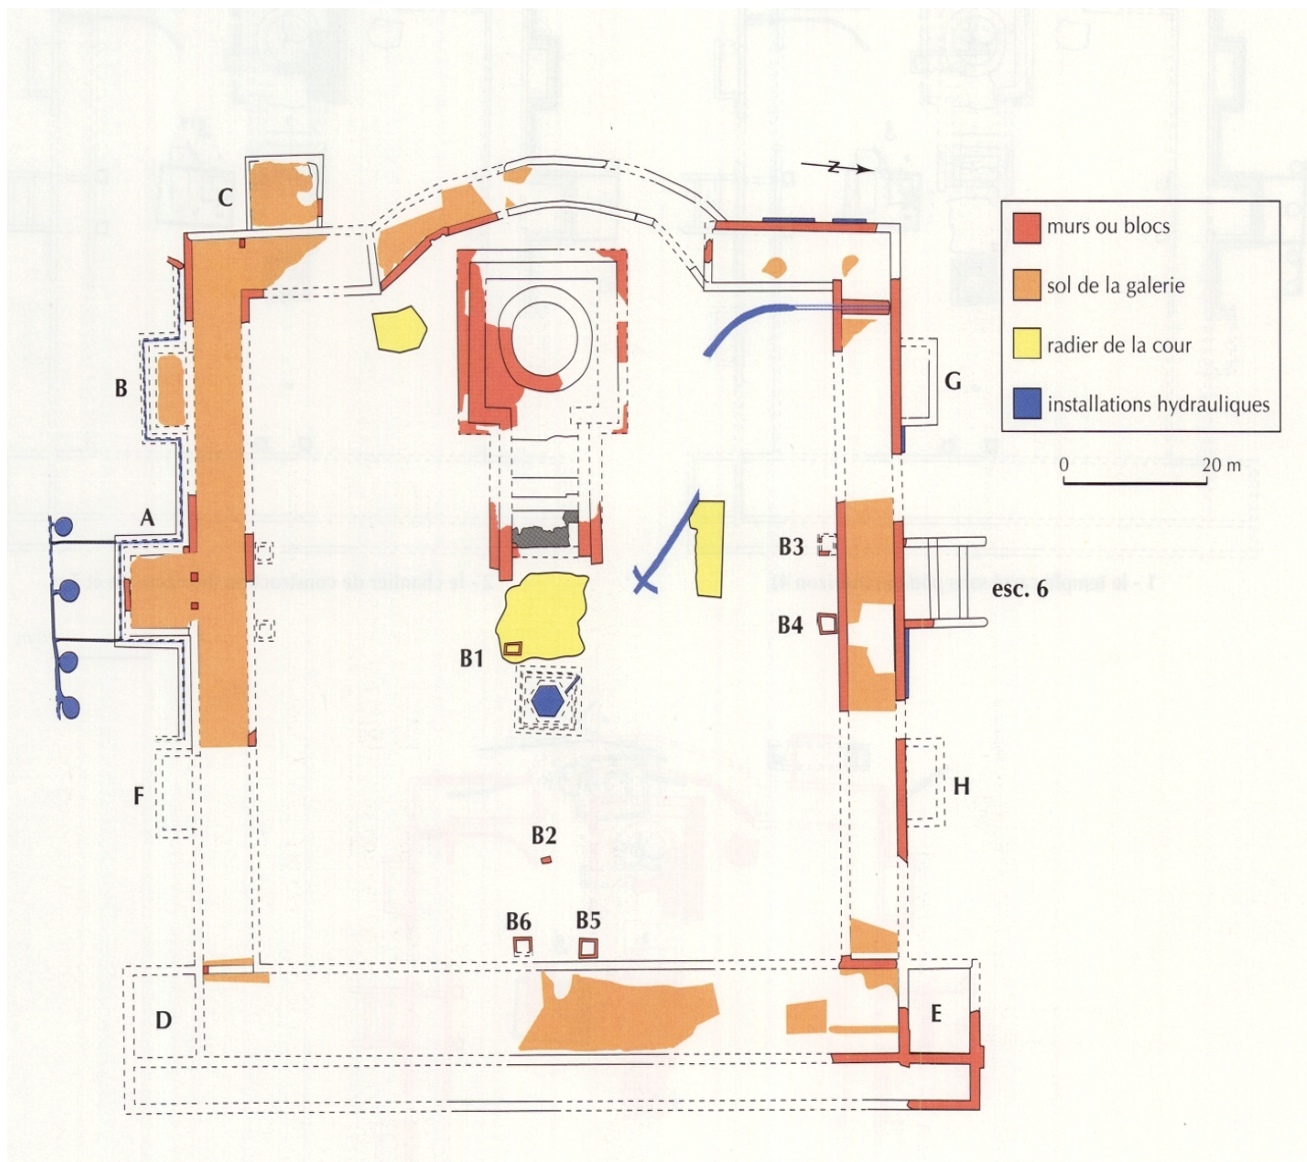 C
N
murs ou blocs
sol de la galerie
B
G
radier de la cour
installations hydrauliques
0 20 m
A
B3
esc. 6
B4
B1
F
H
B2
B6 B5
D
E